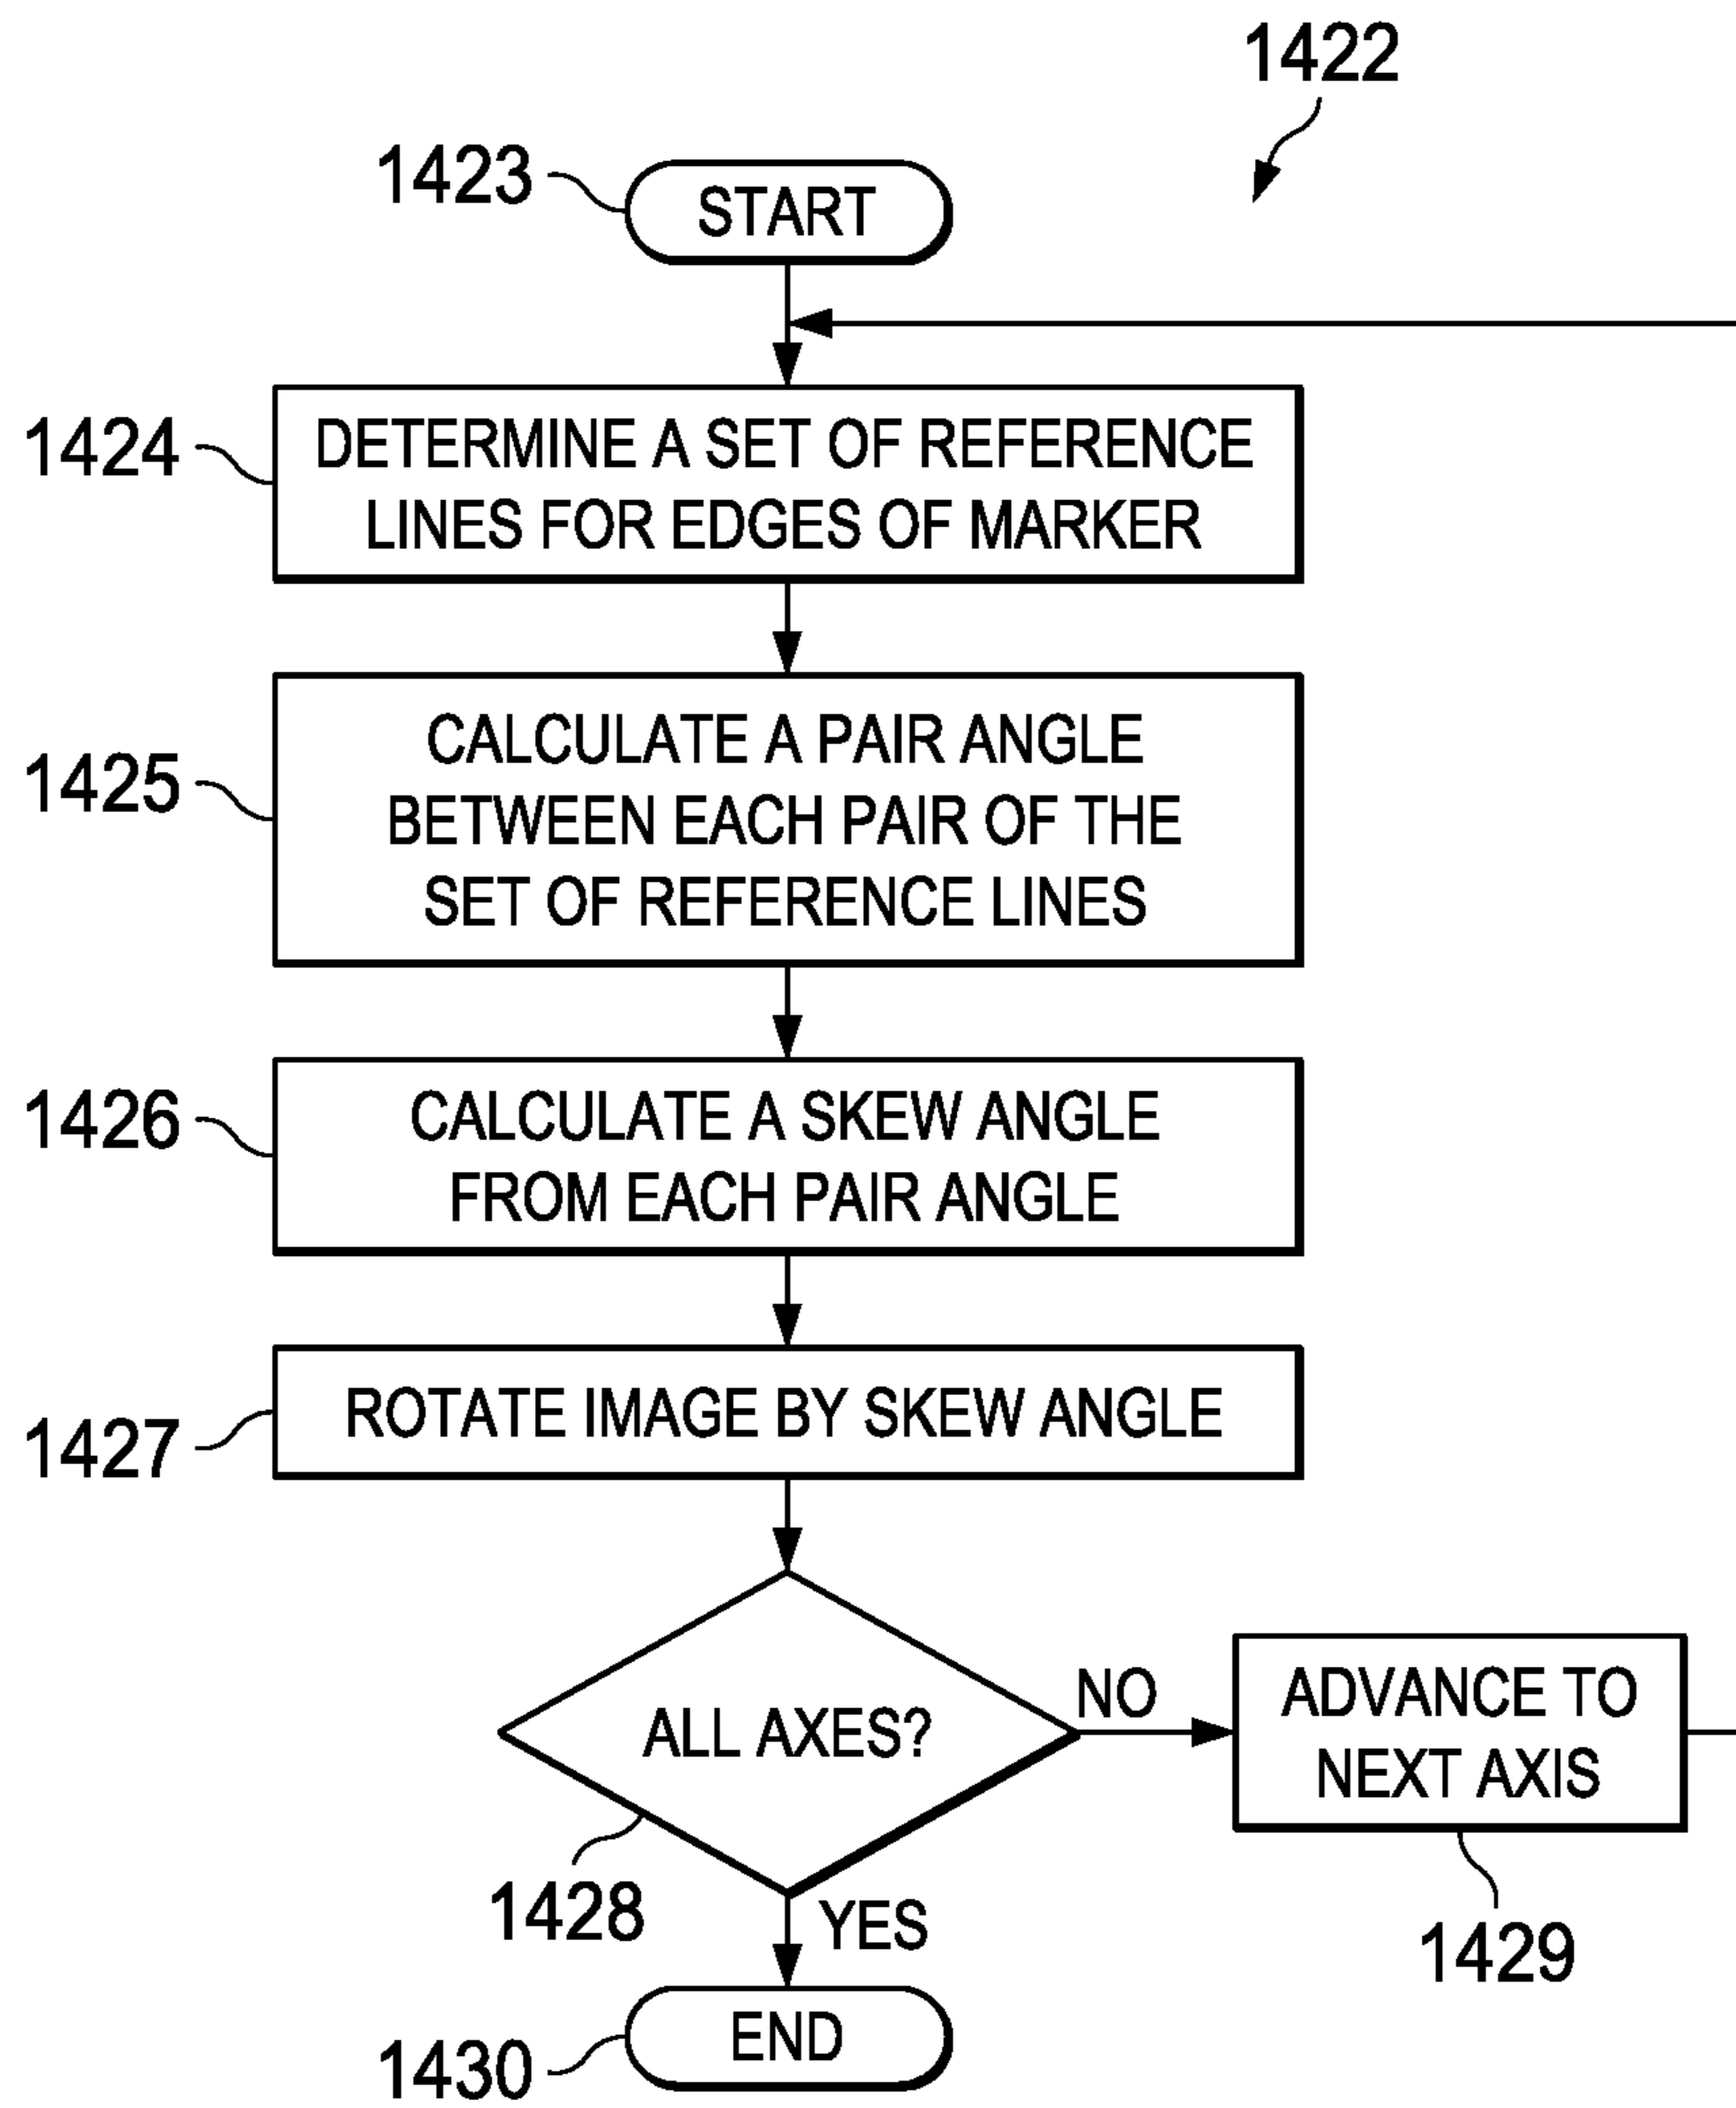 1422
1423
START
1424
DETERMINE A SET OF REFERENCE
LINES FOR EDGES OF MARKER
1425
CALCULATE A PAIR ANGLE
BETWEEN EACH PAIR OF THE
SET OF REFERENCE LINES
1426
CALCULATE A SKEW ANGLE
FROM EACH PAIR ANGLE
1427
ROTATE IMAGE BY SKEW ANGLE
ALL AXES?
NO
ADVANCE TO
NEXT AXIS
1428
YES
1429
END
1430